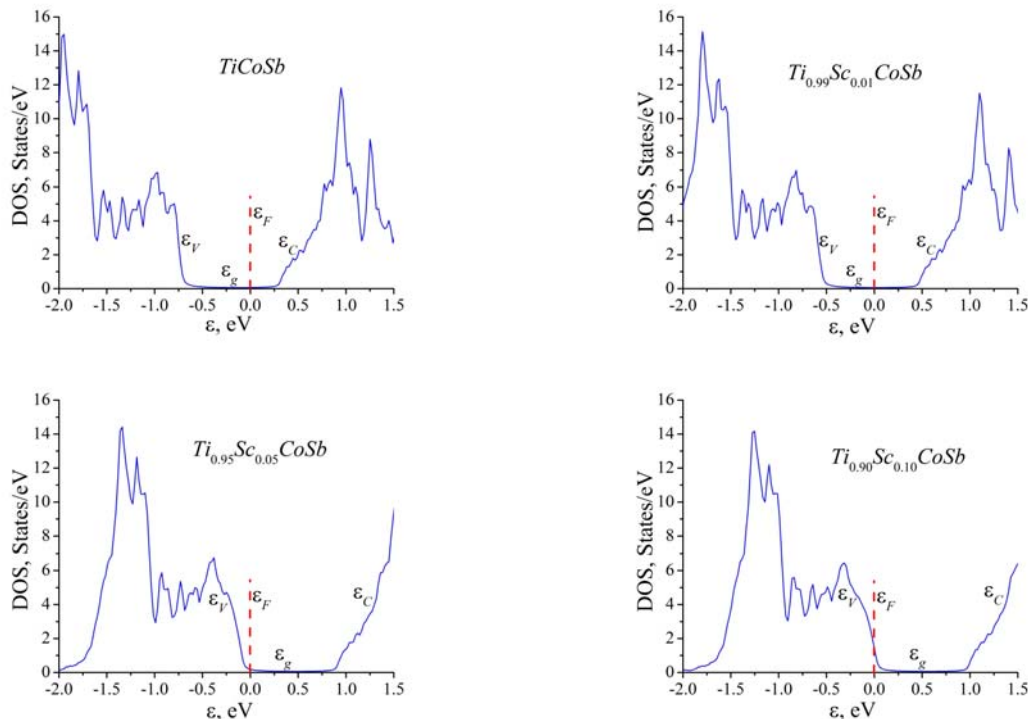 16
14
12
10
8
6
4
2
0
DOS, States/eV
TiCoSb
ε_V
ε_g
ε_F
ε_C
-2.0 -1.5 -1.0 -0.5 0.0 0.5 1.0 1.5
ε, eV
16
14
12
10
8
6
4
2
0
DOS, States/eV
Ti₀.₉₉Sc₀.₀₁CoSb
ε_V
ε_g
ε_F
ε_C
-2.0 -1.5 -1.0 -0.5 0.0 0.5 1.0 1.5
ε, eV
16
14
12
10
8
6
4
2
0
DOS, States/eV
Ti₀.₉₅Sc₀.₀₅CoSb
ε_V
ε_F
ε_g
ε_C
-2.0 -1.5 -1.0 -0.5 0.0 0.5 1.0 1.5
ε, eV
16
14
12
10
8
6
4
2
0
DOS, States/eV
Ti₀.₉₀Sc₀.₁₀CoSb
ε_V
ε_F
ε_g
ε_C
-2.0 -1.5 -1.0 -0.5 0.0 0.5 1.0 1.5
ε, eV